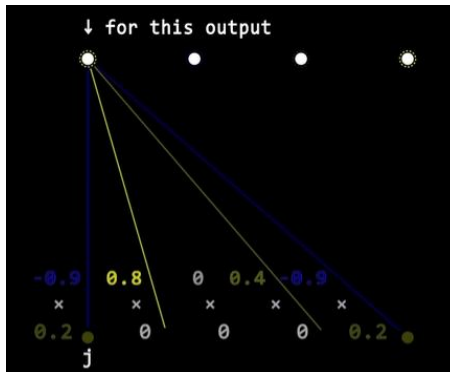 ↓ for this output
-0.9 0.8 0 0.4 -0.9
× × × × ×
0.2 0 0 0 0.2
j